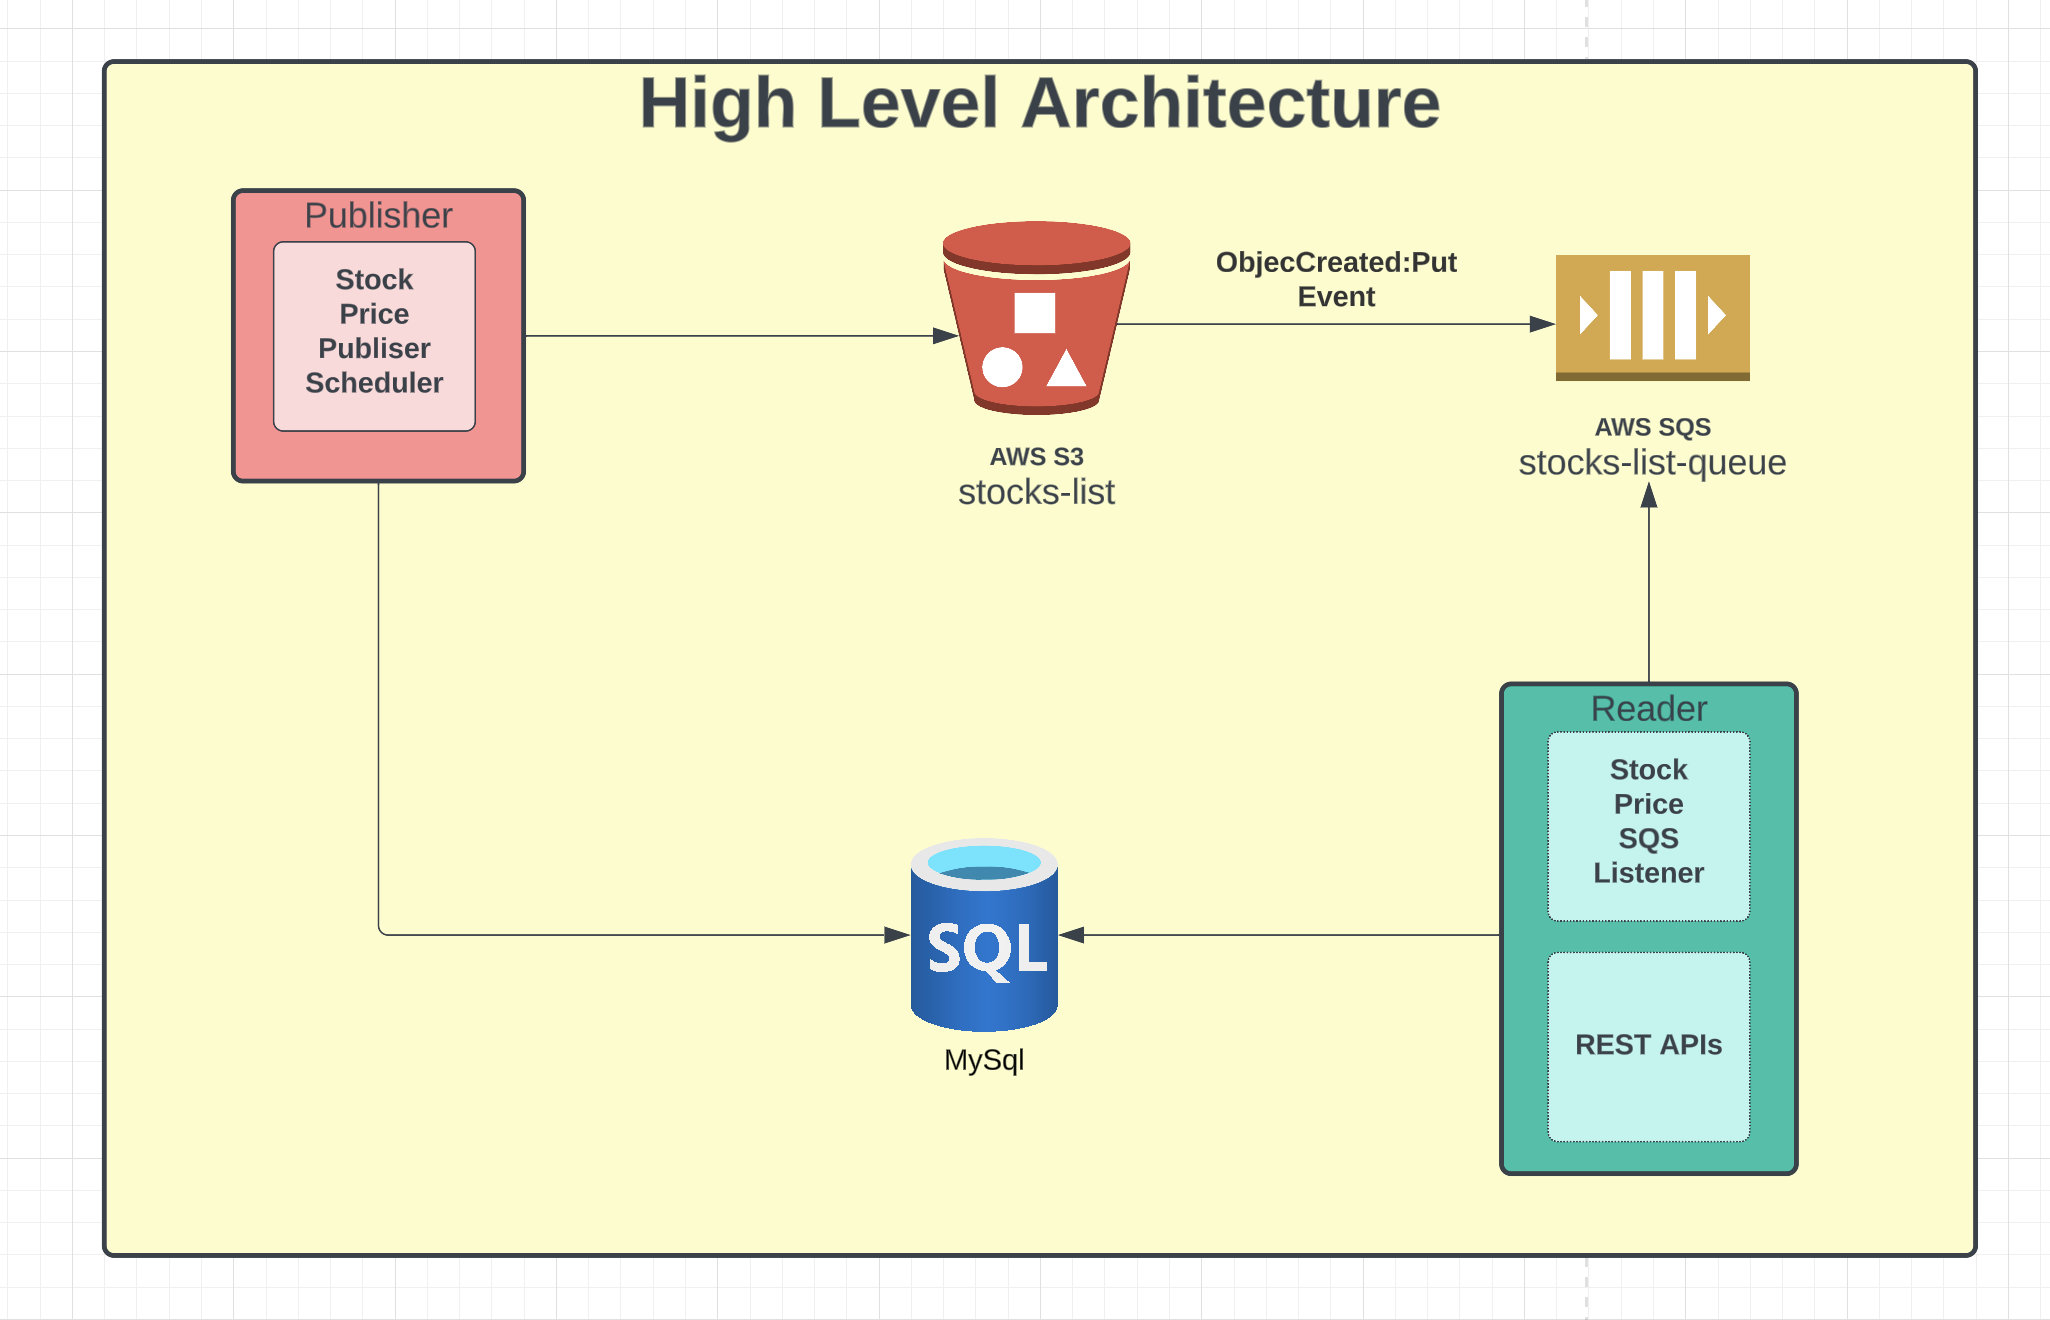 High Level Architecture
Publisher
Stock
Price
Publiser
Scheduler
AWS S3
stocks-list
ObjecCreated:Put
Event
AWS SQS
stocks-list-queue
Reader
Stock
Price
SQS
Listener
REST APIs
SQL
MySql